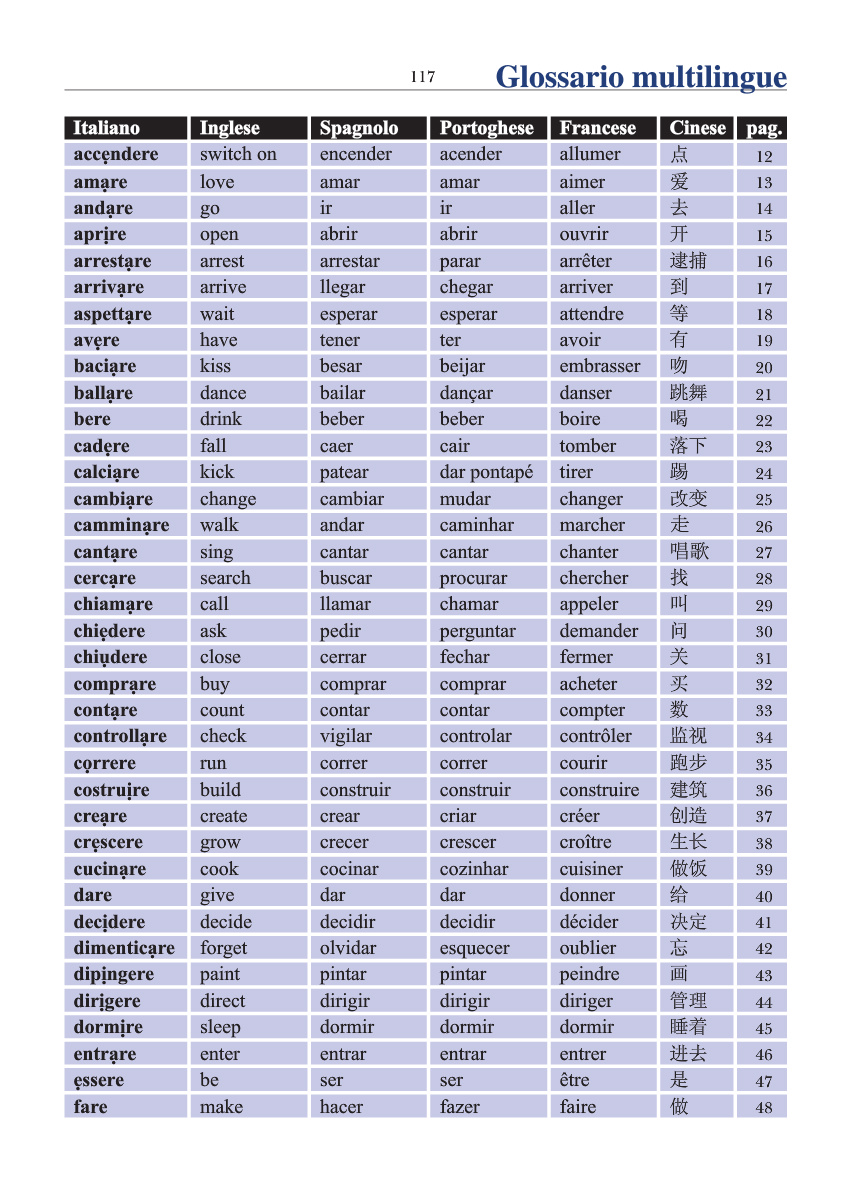 117 Glossario multilingue
Italiano Inglese Spagnolo Portoghese Francese Cinese pag.
accẹndere switch on encender acender allumer 点 12
amạre love amar amar aimer 爱 13
andạre go ir ir aller 去 14
aprịre open abrir abrir ouvrir 开 15
arrestạre arrest arrestar parar arrêter 逮捕 16
arrivạre arrive llegar chegar arriver 到 17
aspettạre wait esperar esperar attendre 等 18
avẹre have tener ter avoir 有 19
baciạre kiss besar beijar embrasser 吻 20
ballạre dance bailar dançar danser 跳舞 21
bere drink beber beber boire 喝 22
cadẹre fall caer cair tomber 落下 23
calciạre kick patear dar pontapé tirer 踢 24
cambiạre change cambiar mudar changer 改变 25
camminạre walk andar caminhar marcher 走 26
cantạre sing cantar cantar chanter 唱歌 27
cercạre search buscar procurar chercher 找 28
chiamạre call llamar chamar appeler 叫 29
chiẹdere ask pedir perguntar demander 问 30
chiụdere close cerrar fechar fermer 关 31
comprạre buy comprar comprar acheter 买 32
contạre count contar contar compter 数 33
controllạre check vigilar controlar contrôler 监视 34
cọrrere run correr correr courir 跑步 35
costruịre build construir construir construire 建筑 36
creạre create crear criar créer 创造 37
crẹscere grow crecer crescer croître 生长 38
cucinạre cook cocinar cozinhar cuisiner 做饭 39
dare give dar dar donner 给 40
decịdere decide decidir decidir décider 决定 41
dimenticạre forget olvidar esquecer oublier 忘 42
dipịngere paint pintar pintar peindre 画 43
dirịgere direct dirigir dirigir diriger 管理 44
dormịre sleep dormir dormir dormir 睡着 45
entrạre enter entrar entrar entrer 进去 46
ẹssere be ser ser être 是 47
fare make hacer fazer faire 做 48